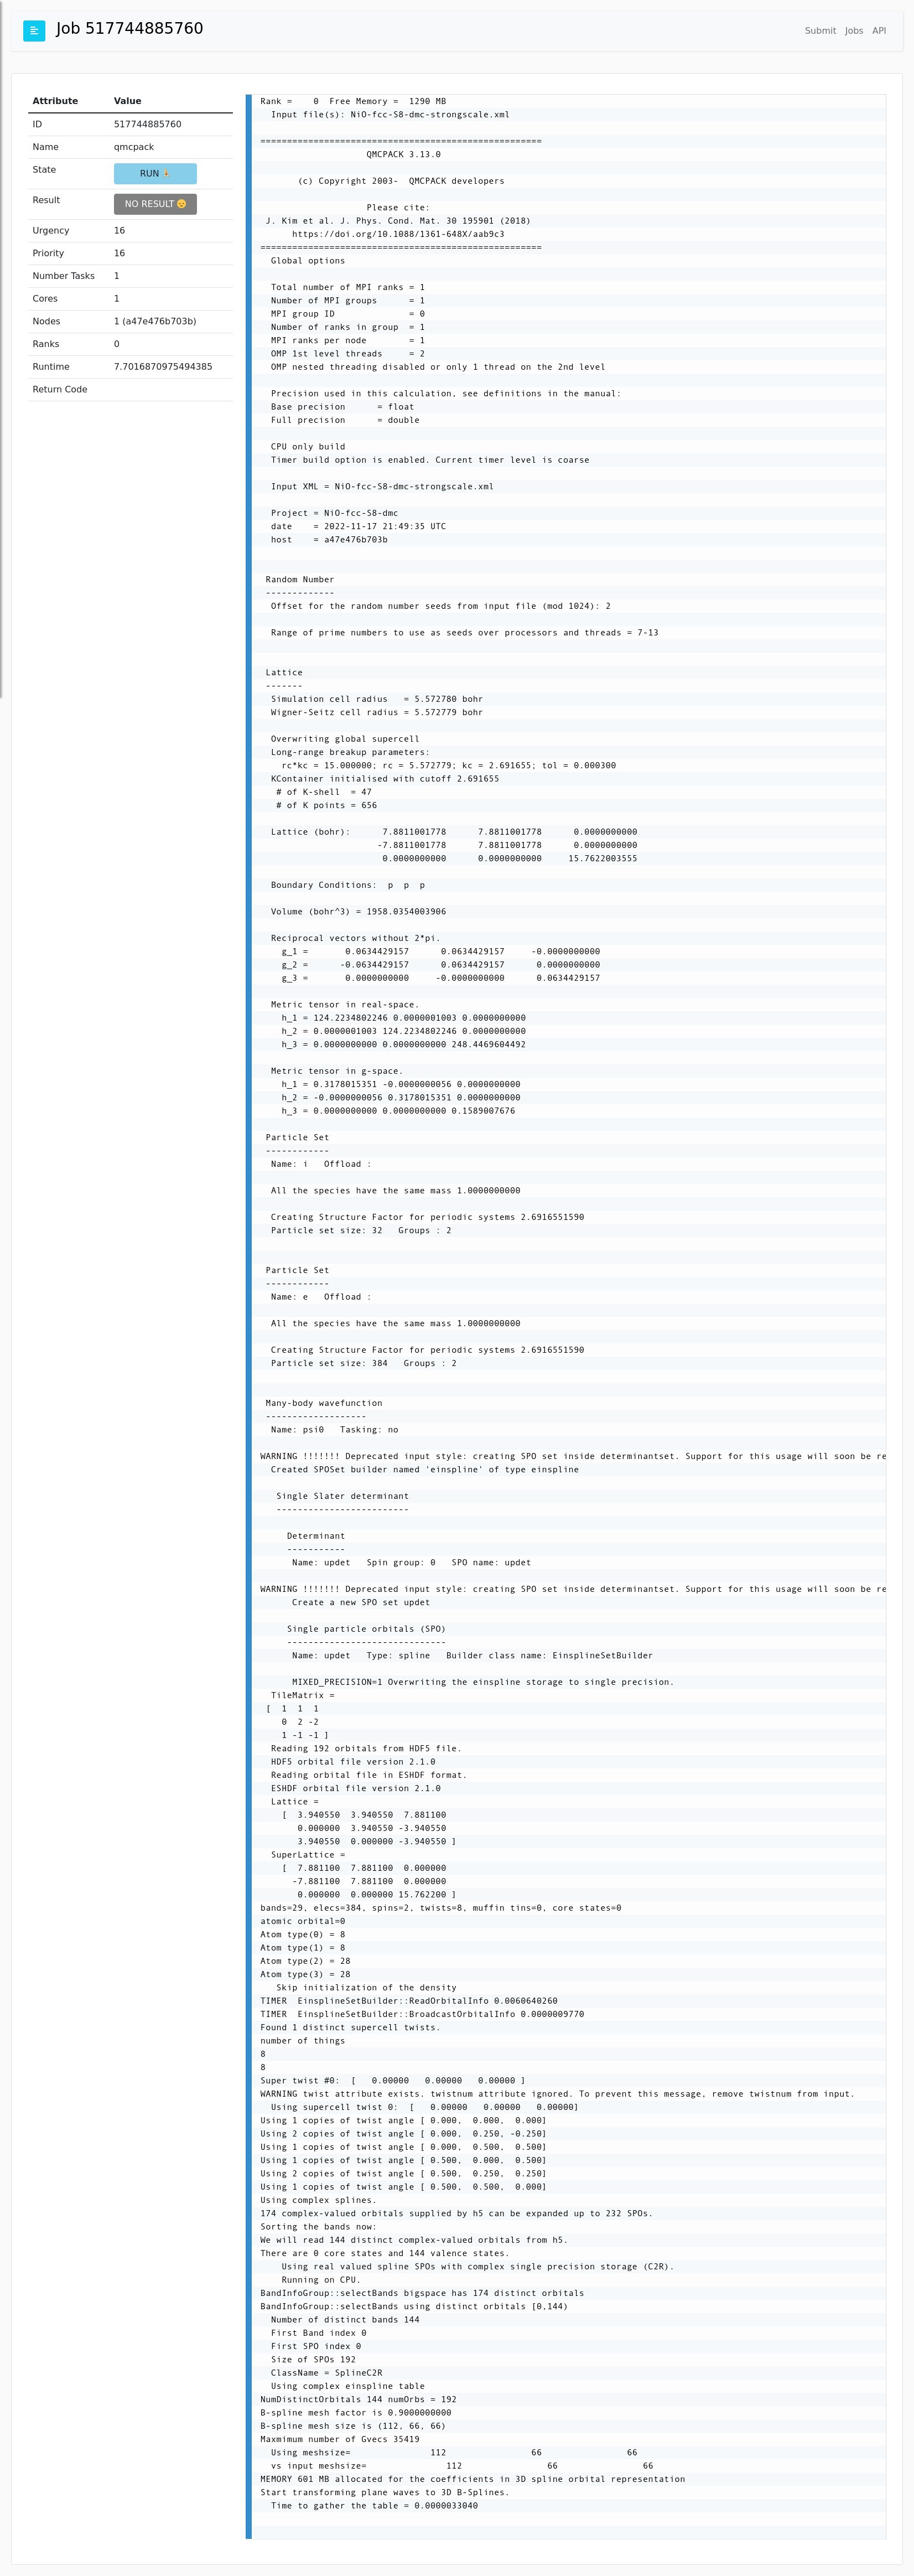 Job 517744885760
Submit Jobs API
Attribute Value
ID 517744885760
Name qmcpack
State RUN
Result NO RESULT
Urgency 16
Priority 16
Number Tasks 1
Cores 1
Nodes 1 (a47e476b703b)
Ranks 0
Runtime 7.7016870975494385
Return Code
Rank =    0  Free Memory =  1290 MB
Input file(s): NiO-fcc-S8-dmc-strongscale.xml
=====================================================
QMCPACK 3.13.0
(c) Copyright 2003-  QMCPACK developers
Please cite:
J. Kim et al. J. Phys. Cond. Mat. 30 195901 (2018)
https://doi.org/10.1088/1361-648X/aab9c3
=====================================================
Global options
Total number of MPI ranks = 1
Number of MPI groups      = 1
MPI group ID              = 0
Number of ranks in group  = 1
MPI ranks per node        = 1
OMP 1st level threads     = 2
OMP nested threading disabled or only 1 thread on the 2nd level
Precision used in this calculation, see definitions in the manual:
Base precision      = float
Full precision      = double
CPU only build
Timer build option is enabled. Current timer level is coarse
Input XML = NiO-fcc-S8-dmc-strongscale.xml
Project = NiO-fcc-S8-dmc
date    = 2022-11-17 21:49:35 UTC
host    = a47e476b703b
Random Number
-------------
Offset for the random number seeds from input file (mod 1024): 2
Range of prime numbers to use as seeds over processors and threads = 7-13
Lattice
-------
Simulation cell radius   = 5.572780 bohr
Wigner-Seitz cell radius = 5.572779 bohr
Overwriting global supercell
Long-range breakup parameters:
rc*kc = 15.000000; rc = 5.572779; kc = 2.691655; tol = 0.000300
KContainer initialised with cutoff 2.691655
# of K-shell  = 47
# of K points = 656
Lattice (bohr):      7.8811001778      7.8811001778      0.0000000000
-7.8811001778      7.8811001778      0.0000000000
0.0000000000      0.0000000000     15.7622003555
Boundary Conditions:  p  p  p
Volume (bohr^3) = 1958.0354003906
Reciprocal vectors without 2*pi.
g_1 =       0.0634429157      0.0634429157     -0.0000000000
g_2 =      -0.0634429157      0.0634429157      0.0000000000
g_3 =       0.0000000000     -0.0000000000      0.0634429157
Metric tensor in real-space.
h_1 = 124.2234802246 0.0000001003 0.0000000000
h_2 = 0.0000001003 124.2234802246 0.0000000000
h_3 = 0.0000000000 0.0000000000 248.4469604492
Metric tensor in g-space.
h_1 = 0.3178015351 -0.0000000056 0.0000000000
h_2 = -0.0000000056 0.3178015351 0.0000000000
h_3 = 0.0000000000 0.0000000000 0.1589007676
Particle Set
------------
Name: i   Offload :
All the species have the same mass 1.0000000000
Creating Structure Factor for periodic systems 2.6916551590
Particle set size: 32   Groups : 2
Particle Set
------------
Name: e   Offload :
All the species have the same mass 1.0000000000
Creating Structure Factor for periodic systems 2.6916551590
Particle set size: 384   Groups : 2
Many-body wavefunction
-------------------
Name: psi0   Tasking: no
WARNING !!!!!!! Deprecated input style: creating SPO set inside determinantset. Support for this usage will soon be re
Created SPOSet builder named 'einspline' of type einspline
Single Slater determinant
-------------------------
Determinant
-----------
Name: updet   Spin group: 0   SPO name: updet
WARNING !!!!!!! Deprecated input style: creating SPO set inside determinantset. Support for this usage will soon be re
Create a new SPO set updet
Single particle orbitals (SPO)
------------------------------
Name: updet   Type: spline   Builder class name: EinsplineSetBuilder
MIXED_PRECISION=1 Overwriting the einspline storage to single precision.
TileMatrix =
[  1  1  1
0  2 -2
1 -1 -1 ]
Reading 192 orbitals from HDF5 file.
HDF5 orbital file version 2.1.0
Reading orbital file in ESHDF format.
ESHDF orbital file version 2.1.0
Lattice =
[  3.940550  3.940550  7.881100
0.000000  3.940550 -3.940550
3.940550  0.000000 -3.940550 ]
SuperLattice =
[  7.881100  7.881100  0.000000
-7.881100  7.881100  0.000000
0.000000  0.000000 15.762200 ]
bands=29, elecs=384, spins=2, twists=8, muffin tins=0, core states=0
atomic orbital=0
Atom type(0) = 8
Atom type(1) = 8
Atom type(2) = 28
Atom type(3) = 28
Skip initialization of the density
TIMER  EinsplineSetBuilder::ReadOrbitalInfo 0.0060640260
TIMER  EinsplineSetBuilder::BroadcastOrbitalInfo 0.0000009770
Found 1 distinct supercell twists.
number of things
8
8
Super twist #0:  [   0.00000   0.00000   0.00000 ]
WARNING twist attribute exists. twistnum attribute ignored. To prevent this message, remove twistnum from input.
Using supercell twist 0:  [   0.00000   0.00000   0.00000]
Using 1 copies of twist angle [ 0.000,  0.000,  0.000]
Using 2 copies of twist angle [ 0.000,  0.250, -0.250]
Using 1 copies of twist angle [ 0.000,  0.500,  0.500]
Using 1 copies of twist angle [ 0.500,  0.000,  0.500]
Using 2 copies of twist angle [ 0.500,  0.250,  0.250]
Using 1 copies of twist angle [ 0.500,  0.500,  0.000]
Using complex splines.
174 complex-valued orbitals supplied by h5 can be expanded up to 232 SPOs.
Sorting the bands now:
We will read 144 distinct complex-valued orbitals from h5.
There are 0 core states and 144 valence states.
Using real valued spline SPOs with complex single precision storage (C2R).
Running on CPU.
BandInfoGroup::selectBands bigspace has 174 distinct orbitals
BandInfoGroup::selectBands using distinct orbitals [0,144)
Number of distinct bands 144
First Band index 0
First SPO index 0
Size of SPOs 192
ClassName = SplineC2R
Using complex einspline table
NumDistinctOrbitals 144 numOrbs = 192
B-spline mesh factor is 0.9000000000
B-spline mesh size is (112, 66, 66)
Maxmimum number of Gvecs 35419
Using meshsize=               112                66                66
vs input meshsize=               112                66                66
MEMORY 601 MB allocated for the coefficients in 3D spline orbital representation
Start transforming plane waves to 3D B-Splines.
Time to gather the table = 0.0000033040